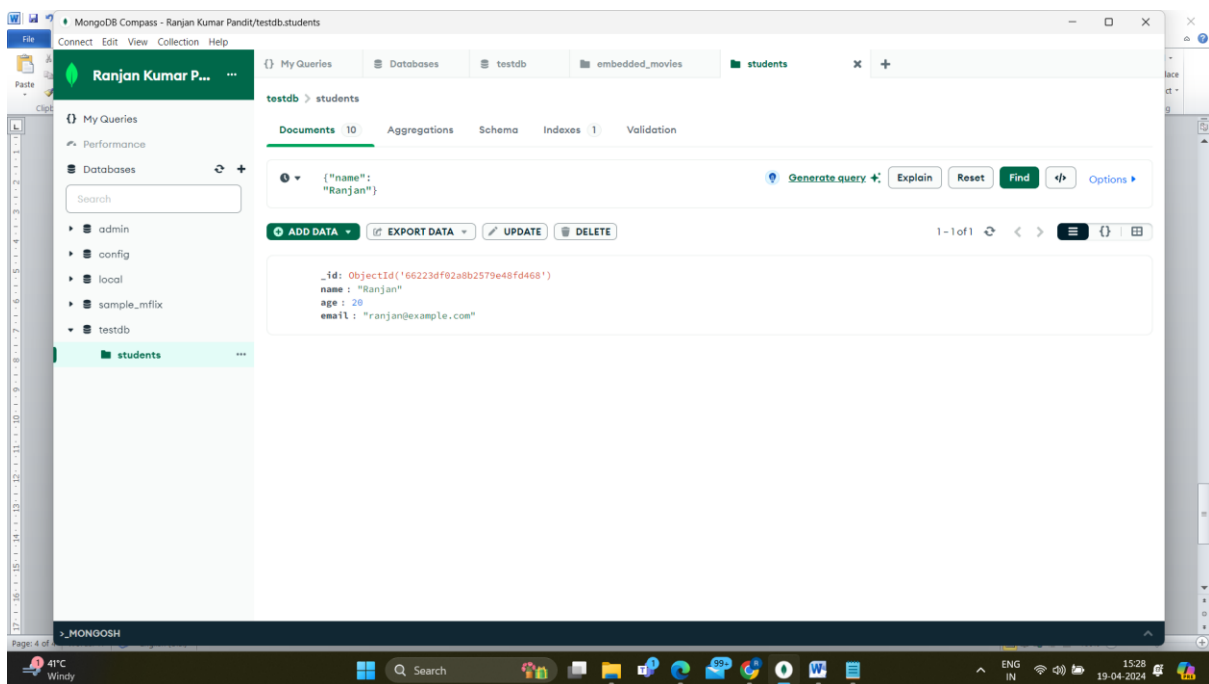 MongoDB Compass - Ranjan Kumar Pandit/testdb.students
File
Connect Edit View Collection Help
Paste
Ranjan Kumar P... ...
{} My Queries
Databases
testdb
embedded_movies
students
testdb > students
{} My Queries
Performance
Databases
Search
admin
config
local
sample_mflix
testdb
students
Documents 10 Aggregations Schema Indexes 1 Validation
{"name":
"Ranjan"}
Generate query Explain Reset Find </> Options
ADD DATA EXPORT DATA UPDATE DELETE
1-1 of 1
_id: ObjectId('66223df02a8b2579e48fd468')
name : "Ranjan"
age : 20
email : "ranjan@example.com"
>_MONGOSH
41°C
Windy
Search
99+
ENG
IN
15:28
19-04-2024